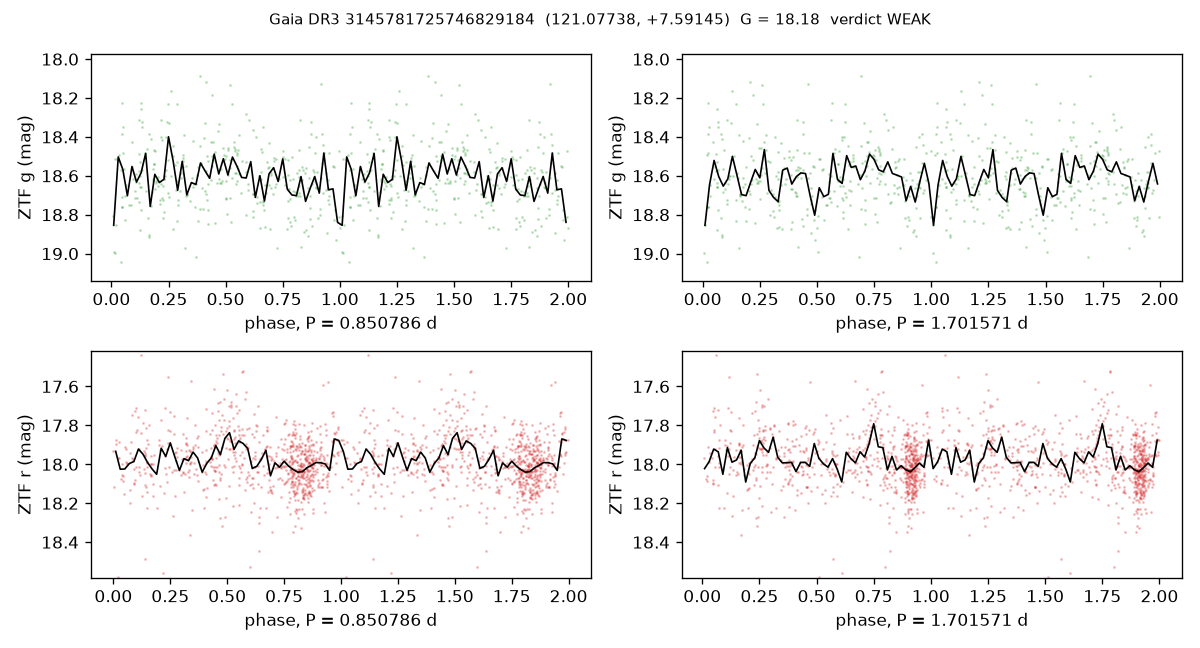 Gaia DR3 3145781725746829184 (121.07738, +7.59145) G = 18.18 verdict WEAK
ZTF g (mag)
18.0
18.2
18.4
18.6
18.8
19.0
0.00 0.25 0.50 0.75 1.00 1.25 1.50 1.75 2.00
phase, P = 0.850786 d
ZTF g (mag)
18.0
18.2
18.4
18.6
18.8
19.0
0.00 0.25 0.50 0.75 1.00 1.25 1.50 1.75 2.00
phase, P = 1.701571 d
ZTF r (mag)
17.6
17.8
18.0
18.2
18.4
0.00 0.25 0.50 0.75 1.00 1.25 1.50 1.75 2.00
phase, P = 0.850786 d
ZTF r (mag)
17.6
17.8
18.0
18.2
18.4
0.00 0.25 0.50 0.75 1.00 1.25 1.50 1.75 2.00
phase, P = 1.701571 d